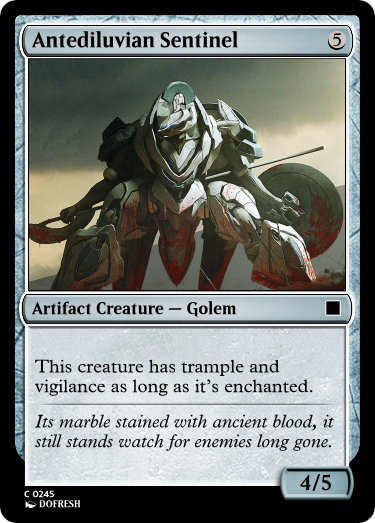 Antediluvian Sentinel 5
Artifact Creature — Golem
This creature has trample and
vigilance as long as it's enchanted.
Its marble stained with ancient blood, it
still stands watch for enemies long gone.
4/5
C 0245
DOFRESH